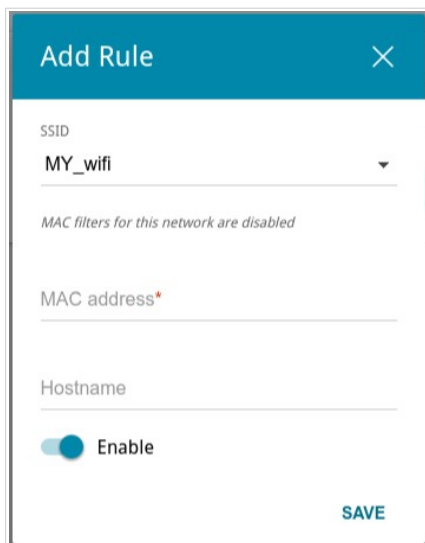 Add Rule
SSID
MY_wifi
MAC filters for this network are disabled
MAC address*
Hostname
Enable
SAVE